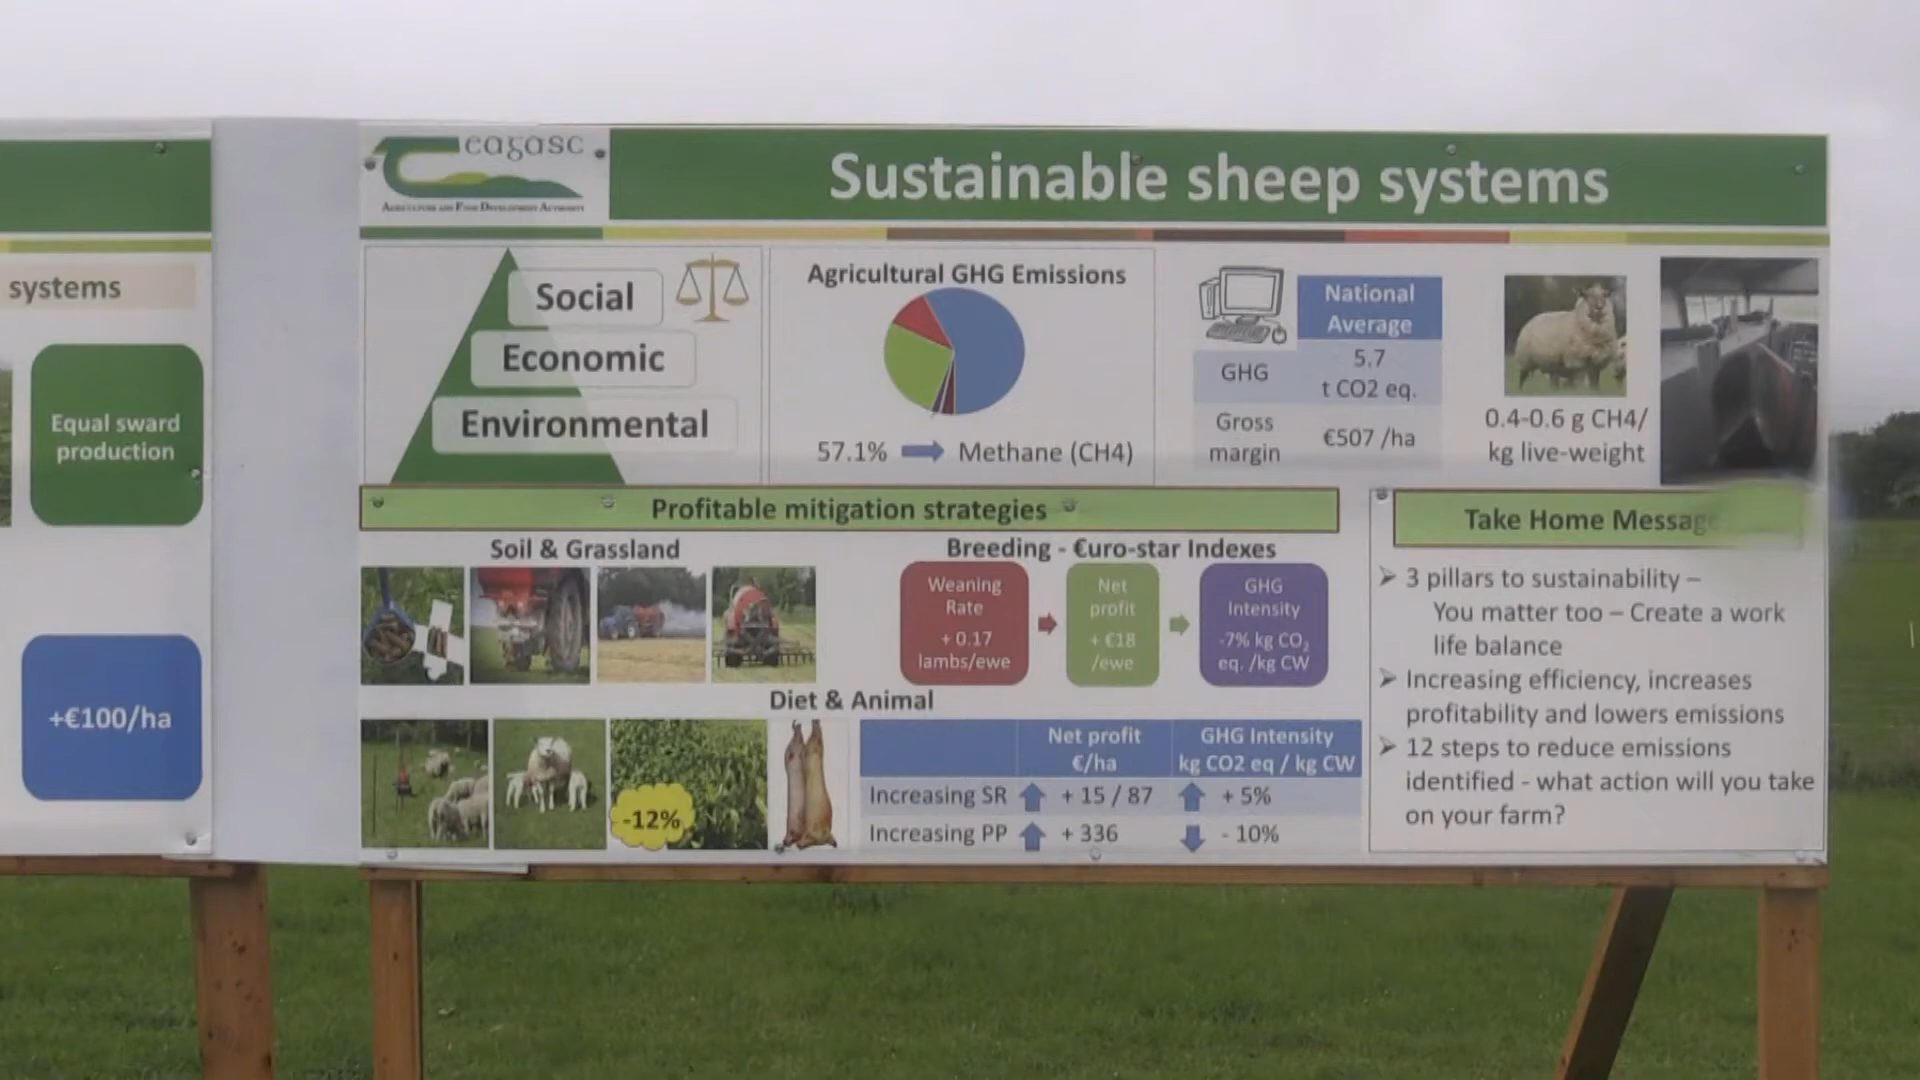 systems
Equal sward
production
+€100/ha
eagasc
Agriculture and Food Development Authority
Sustainable sheep systems
Social
Economic
Environmental
Agricultural GHG Emissions
57.1%
Methane (CH4)
National
Average
GHG
5.7
t CO2 eq.
Gross
margin
€507 /ha
0.4-0.6 g CH4/
kg live-weight
Profitable mitigation strategies
Soil & Grassland
Breeding - €uro-star Indexes
Weaning
Rate
+ 0.17
lambs/ewe
Net
profit
+ €18
/ewe
GHG
Intensity
-7% kg CO₂
eq. /kg CW
Diet & Animal
-12%
Net profit
€/ha
GHG Intensity
kg CO2 eq / kg CW
Increasing SR + 15 / 87 + 5%
Increasing PP + 336 - 10%
Take Home Messag
➢ 3 pillars to sustainability –
You matter too – Create a work
life balance
➢ Increasing efficiency, increases
profitability and lowers emissions
➢ 12 steps to reduce emissions
identified - what action will you take
on your farm?